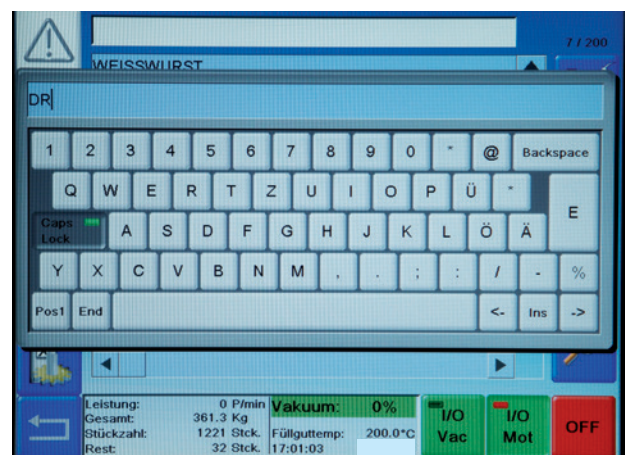 7 / 200
WEISSWURST
DR
1 2 3 4 5 6 7 8 9 0 - @ Backspace
Q W E R T Z U I O P Ü " E
Caps Lock A S D F G H J K L Ö Ä
Y X C V B N M , . ; : / - %
Pos1 End <- Ins ->
Leistung: 0 P/min
Gesamt: 361.3 Kg
Stückzahl: 1221 Stck.
Rest: 32 Stck.
Vakuum: 0%
Füllguttemp: 200.0°C
17:01:03
I/O Vac
I/O Mot
OFF